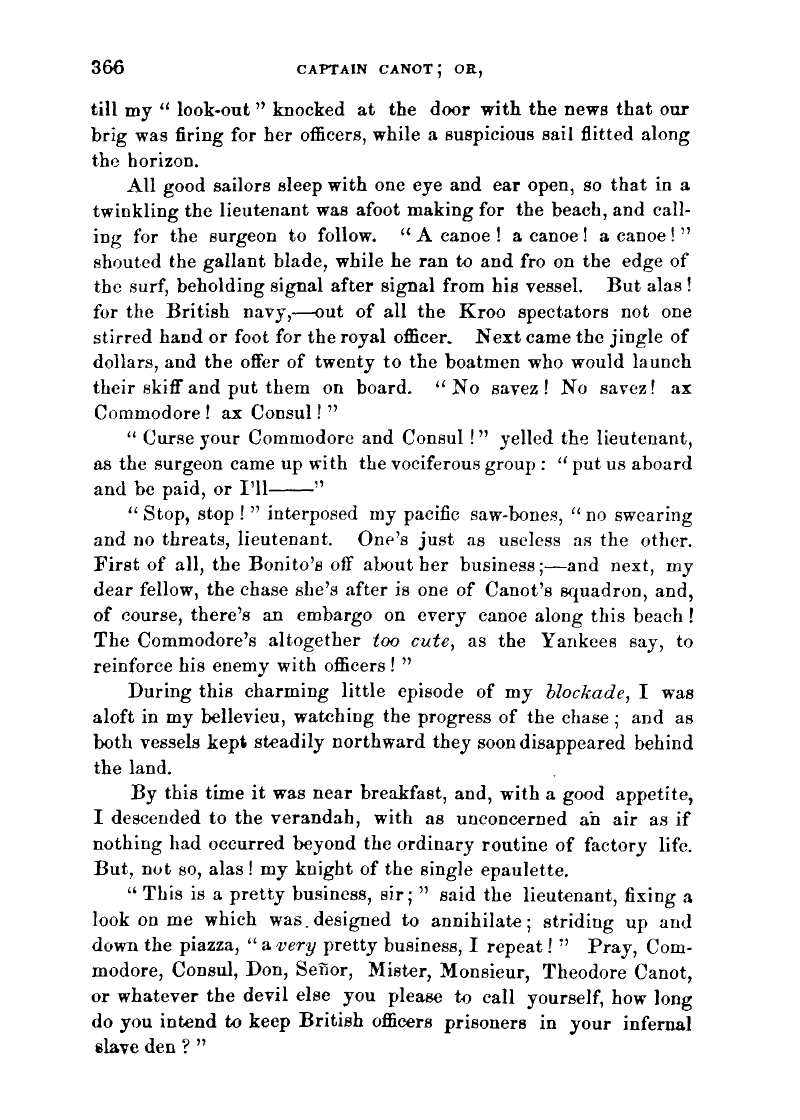 366 CAPTAIN CANOT; OR,
till my “ look-out ” knocked at the door with the news that our
brig was firing for her officers, while a suspicious sail flitted along
the horizon.
All good sailors sleep with one eye and ear open, so that in a
twinkling the lieutenant was afoot making for the beach, and call-
ing for the surgeon to follow. “ A canoe ! a canoe ! a canoe ! ”
shouted the gallant blade, while he ran to and fro on the edge of
the surf, beholding signal after signal from his vessel. But alas !
for the British navy,—out of all the Kroo spectators not one
stirred hand or foot for the royal officer. Next came the jingle of
dollars, and the offer of twenty to the boatmen who would launch
their skiff and put them on board. “ No savez ! No savez ! ax
Commodore ! ax Consul ! ”
“ Curse your Commodore and Consul ! ” yelled the lieutenant,
as the surgeon came up with the vociferous group : “ put us aboard
and be paid, or I'll——”
“ Stop, stop ! ” interposed my pacific saw-bones, “ no swearing
and no threats, lieutenant. One's just as useless as the other.
First of all, the Bonito's off about her business ;—and next, my
dear fellow, the chase she's after is one of Canot's squadron, and,
of course, there's an embargo on every canoe along this beach !
The Commodore's altogether too cute, as the Yankees say, to
reinforce his enemy with officers ! ”
During this charming little episode of my blockade, I was
aloft in my bellevieu, watching the progress of the chase ; and as
both vessels kept steadily northward they soon disappeared behind
the land.
By this time it was near breakfast, and, with a good appetite,
I descended to the verandah, with as unconcerned an air as if
nothing had occurred beyond the ordinary routine of factory life.
But, not so, alas ! my knight of the single epaulette.
“ This is a pretty business, sir ; ” said the lieutenant, fixing a
look on me which was designed to annihilate ; striding up and
down the piazza, “ a very pretty business, I repeat ! ” Pray, Com-
modore, Consul, Don, Señor, Mister, Monsieur, Theodore Canot,
or whatever the devil else you please to call yourself, how long
do you intend to keep British officers prisoners in your infernal
slave den ? ”